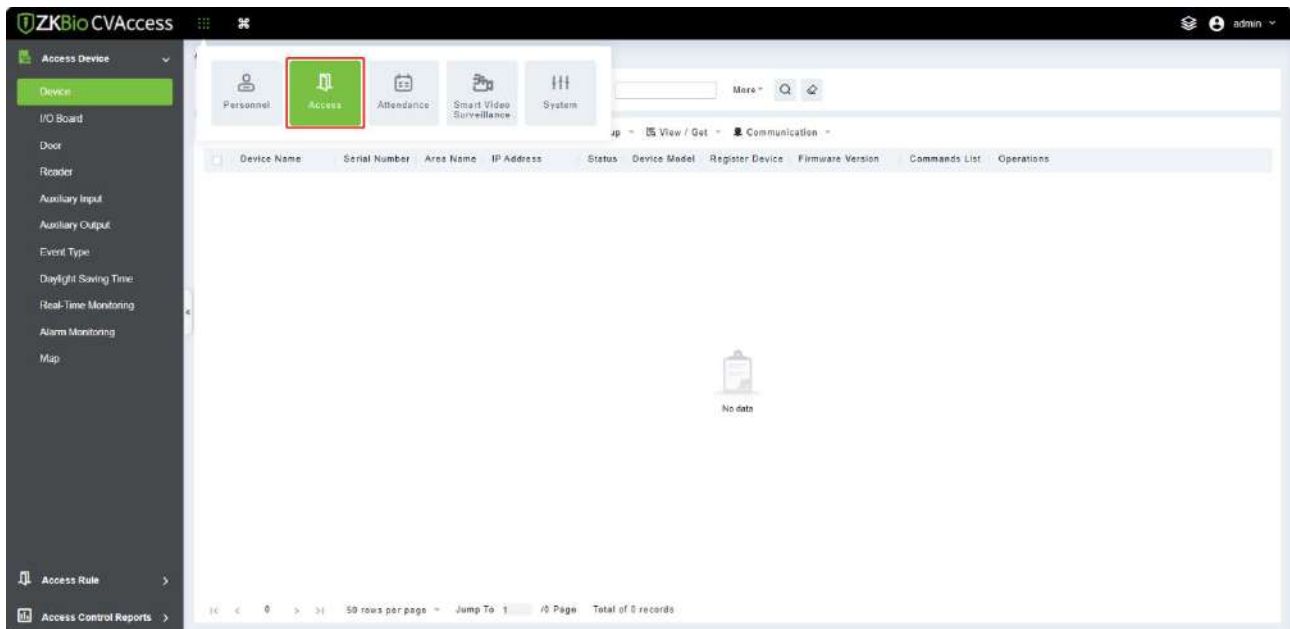 ZKBio CVAccess
admin
Access Device
Device
I/O Board
Door
Reader
Auxiliary Input
Auxiliary Output
Event Type
Daylight Saving Time
Real-Time Monitoring
Alarm Monitoring
Map
Access Rule
Access Control Reports
Personnel
Access
Attendance
Smart Video
Surveillance
System
More
up View / Get Communication
Device Name Serial Number Area Name IP Address Status Device Model Register Device Firmware Version Commands List Operations
No data
0 50 rows per page Jump To 1 /0 Page Total of 0 records